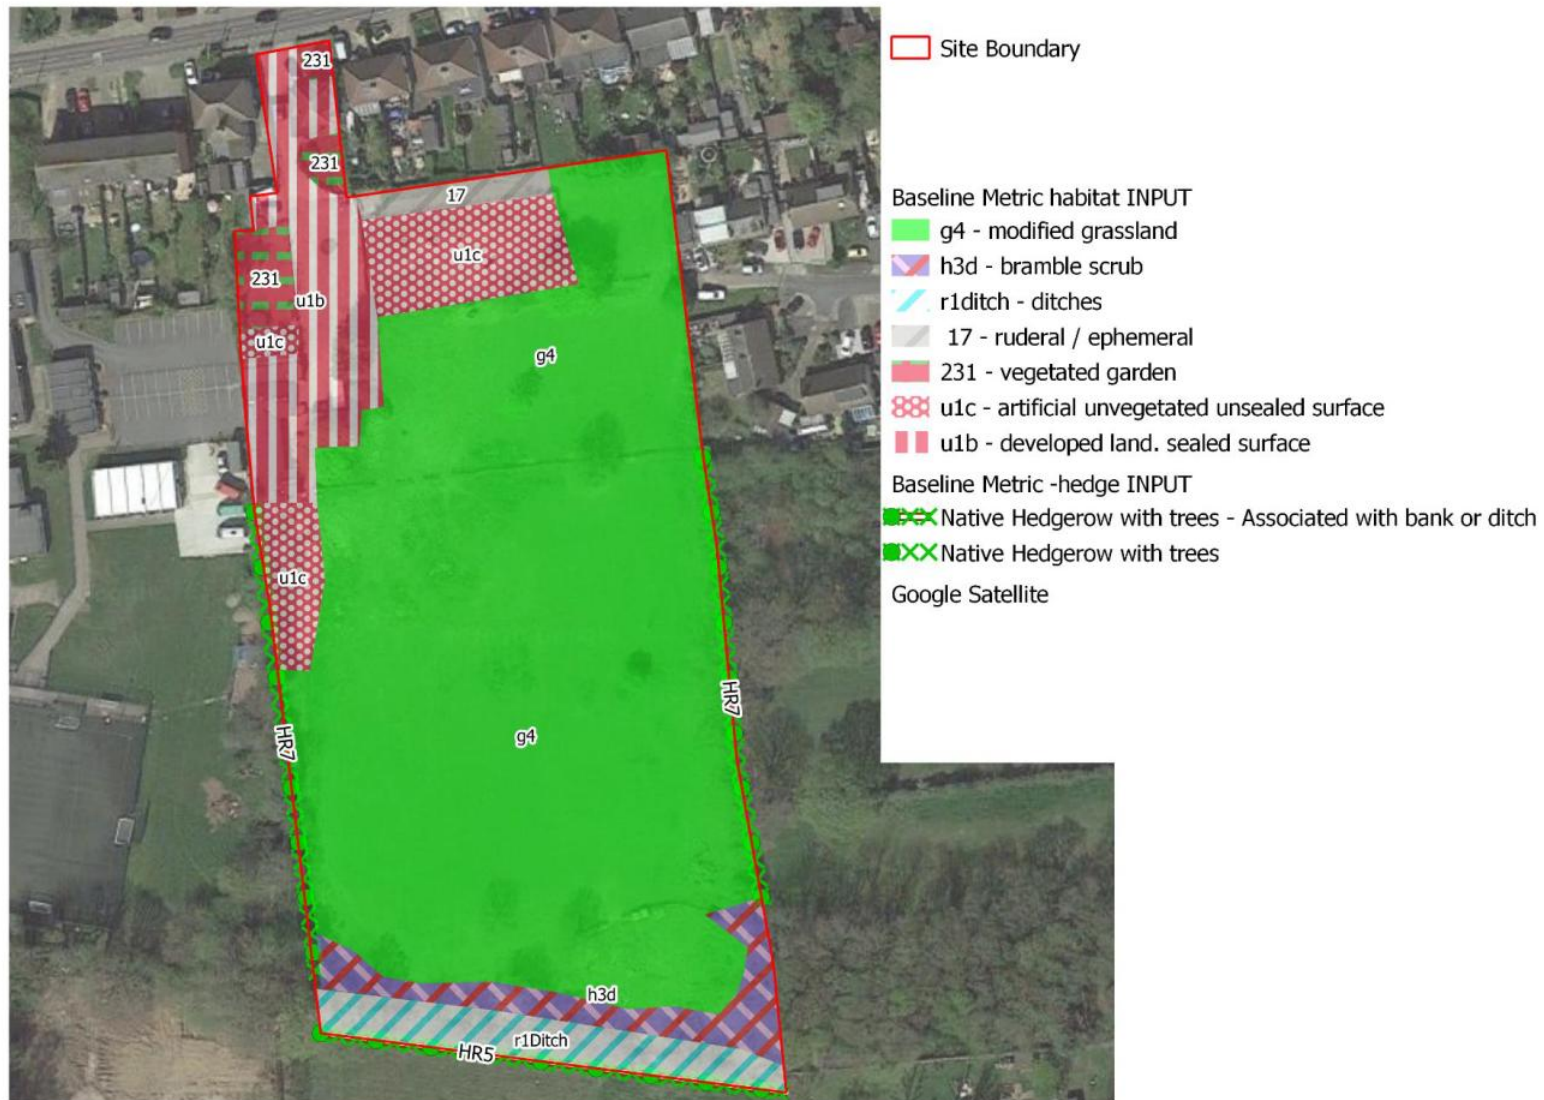 Site Boundary
Baseline Metric habitat INPUT
g4 - modified grassland
h3d - bramble scrub
r1ditch - ditches
17 - ruderal / ephemeral
231 - vegetated garden
u1c - artificial unvegetated unsealed surface
u1b - developed land. sealed surface
Baseline Metric -hedge INPUT
Native Hedgerow with trees - Associated with bank or ditch
Native Hedgerow with trees
Google Satellite
231
231
17
u1c
231
u1b
u1c
g4
u1c
HR7
HR7
g4
h3d
r1Ditch
HR5